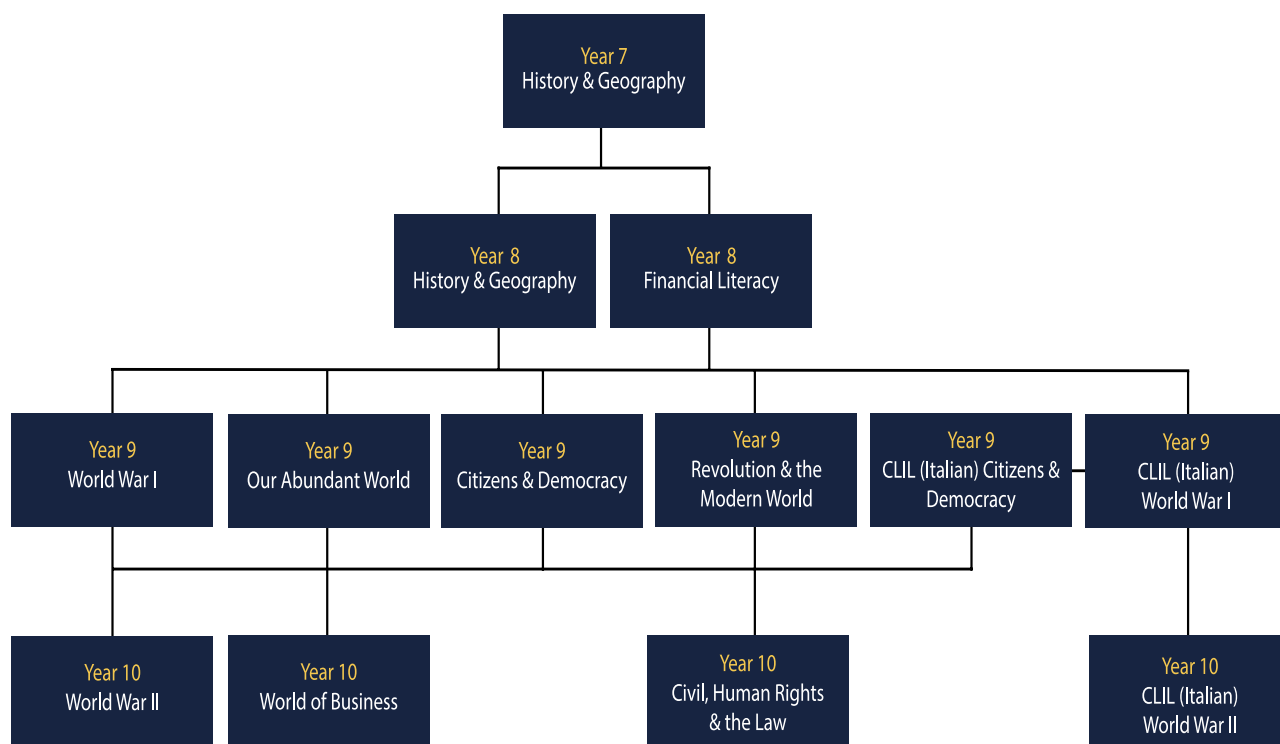 Year 7
History & Geography
Year 8
History & Geography
Year 8
Financial Literacy
Year 9
World War I
Year 9
Our Abundant World
Year 9
Citizens & Democracy
Year 9
Revolution & the
Modern World
Year 9
CLIL (Italian) Citizens &
Democracy
Year 9
CLIL (Italian)
World War I
Year 10
World War II
Year 10
World of Business
Year 10
Civil, Human Rights
& the Law
Year 10
CLIL (Italian)
World War II